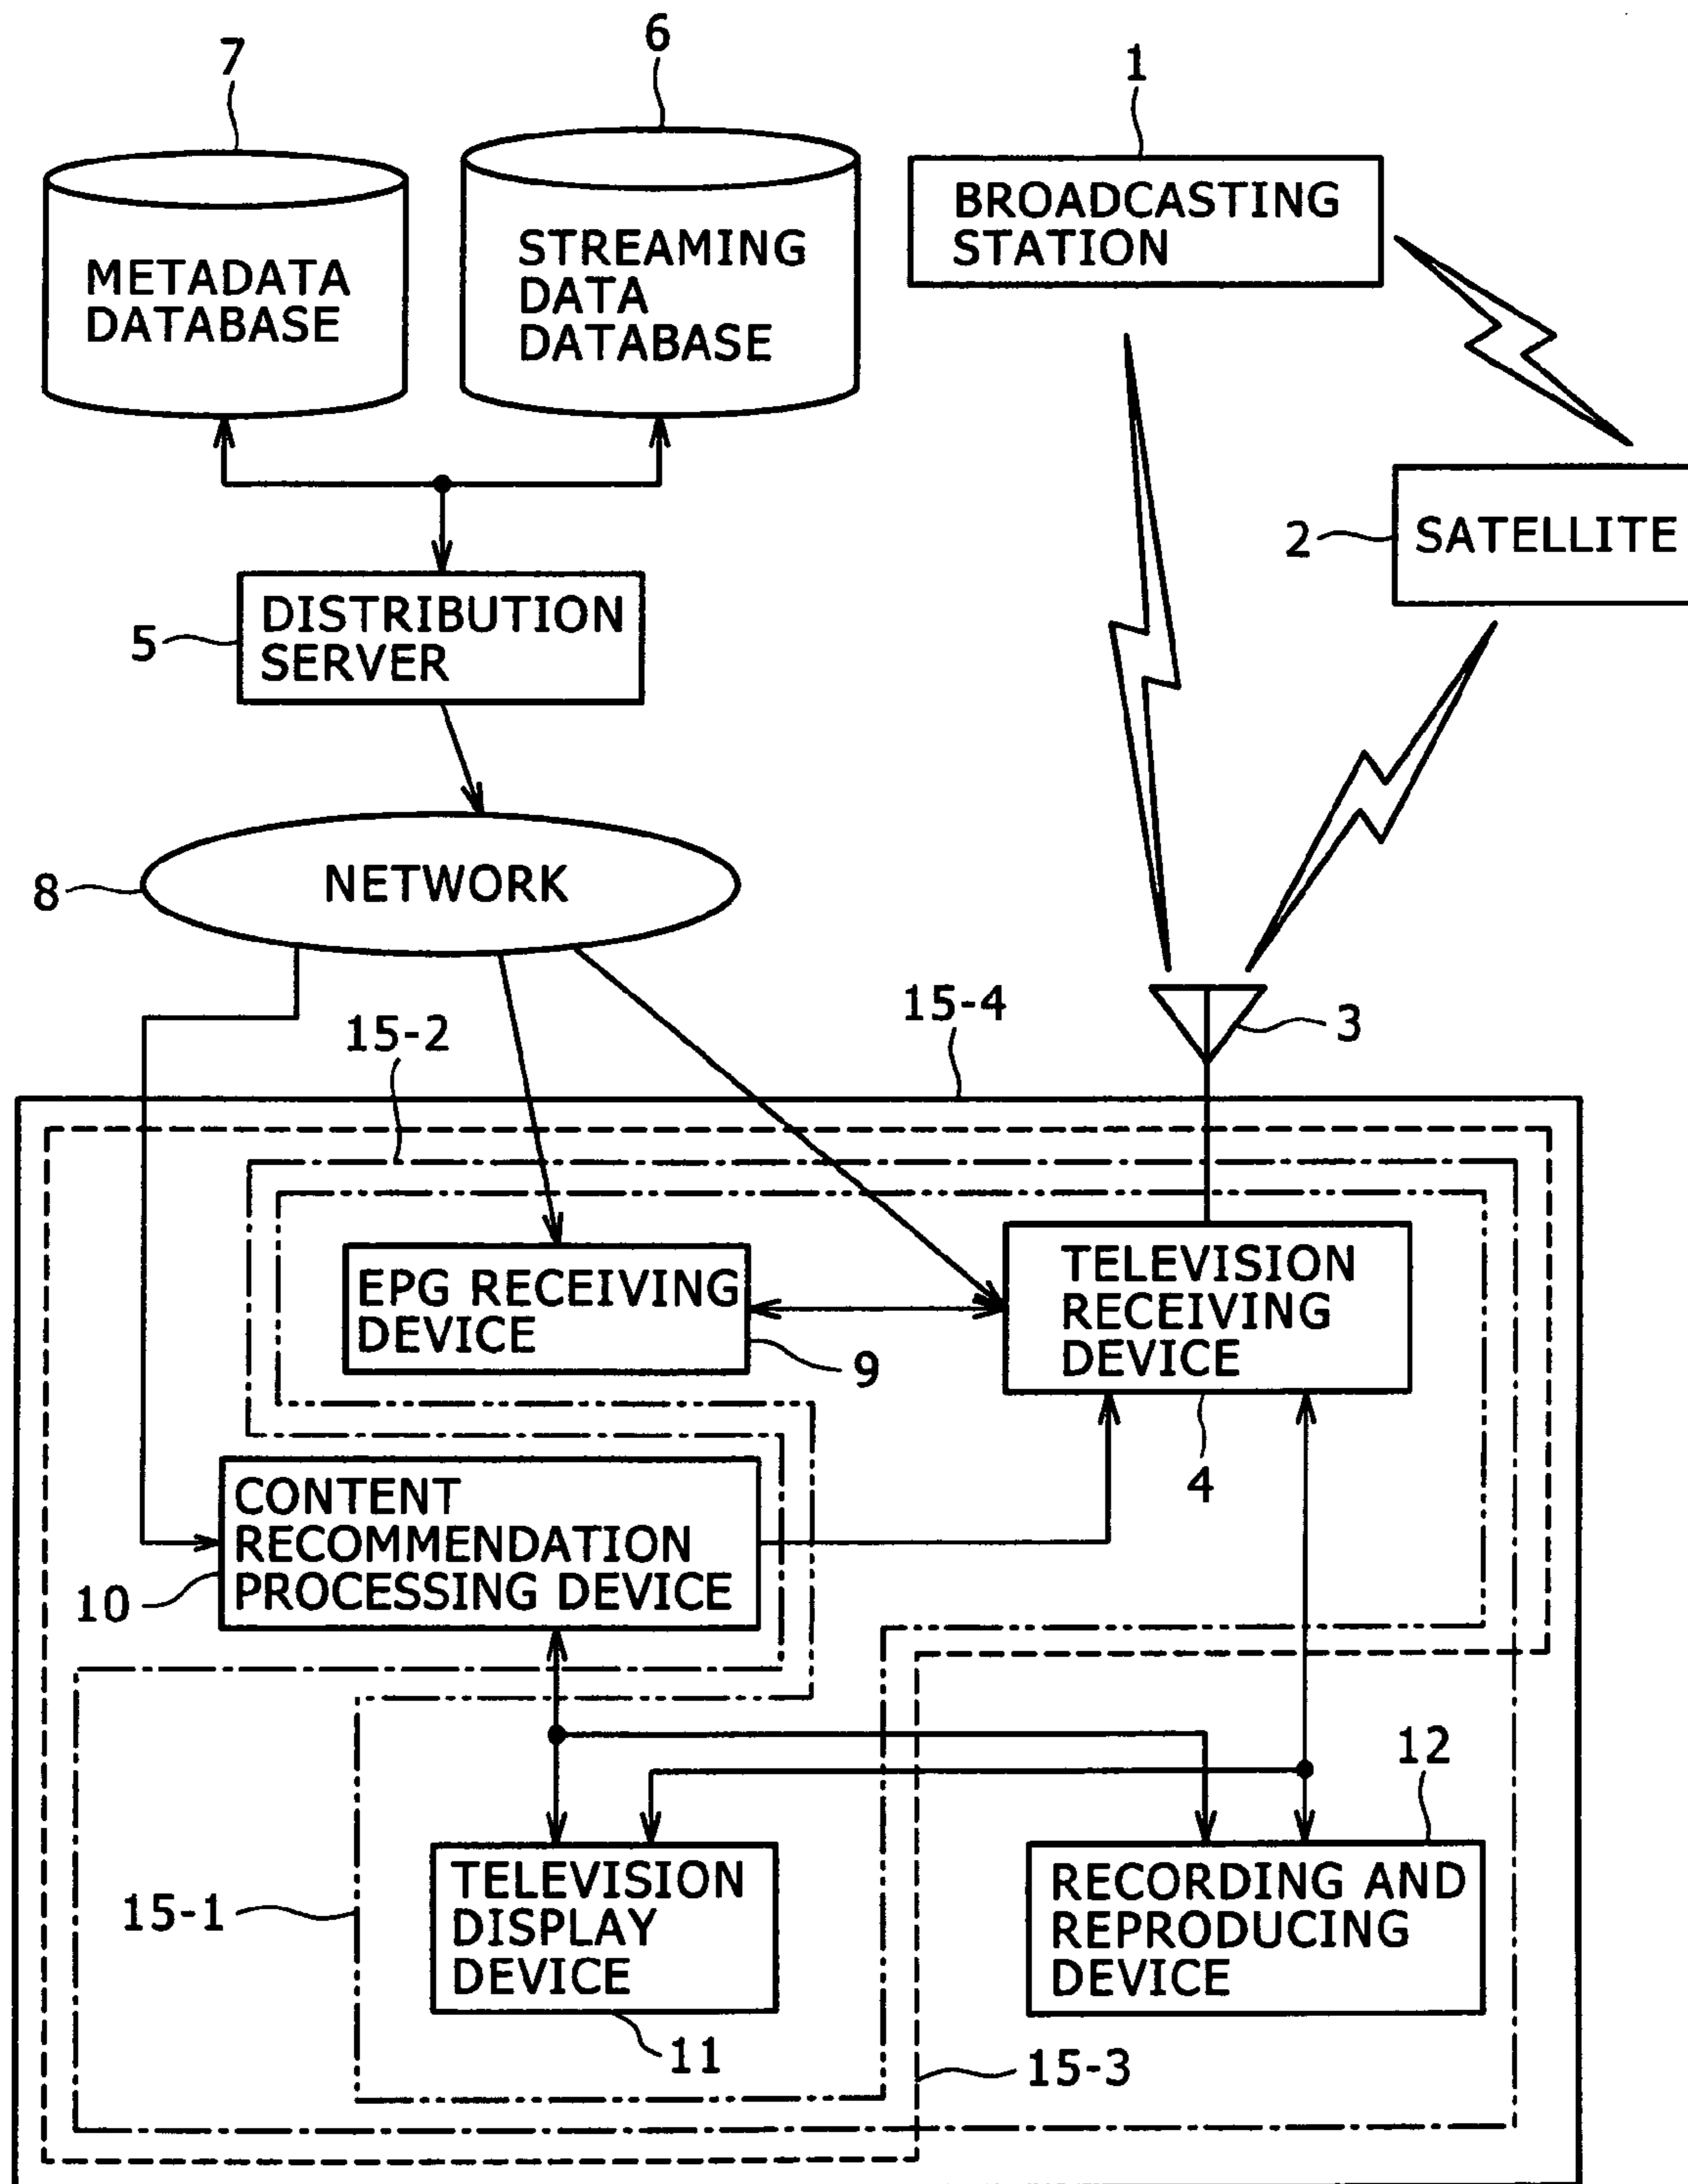 7
6
1
METADATA
DATABASE
STREAMING
DATA
DATABASE
BROADCASTING
STATION
2
SATELLITE
5
DISTRIBUTION
SERVER
8
NETWORK
15-2
15-4
3
EPG RECEIVING
DEVICE
9
TELEVISION
RECEIVING
DEVICE
4
CONTENT
RECOMMENDATION
PROCESSING DEVICE
10
12
15-1
TELEVISION
DISPLAY
DEVICE
11
RECORDING AND
REPRODUCING
DEVICE
15-3